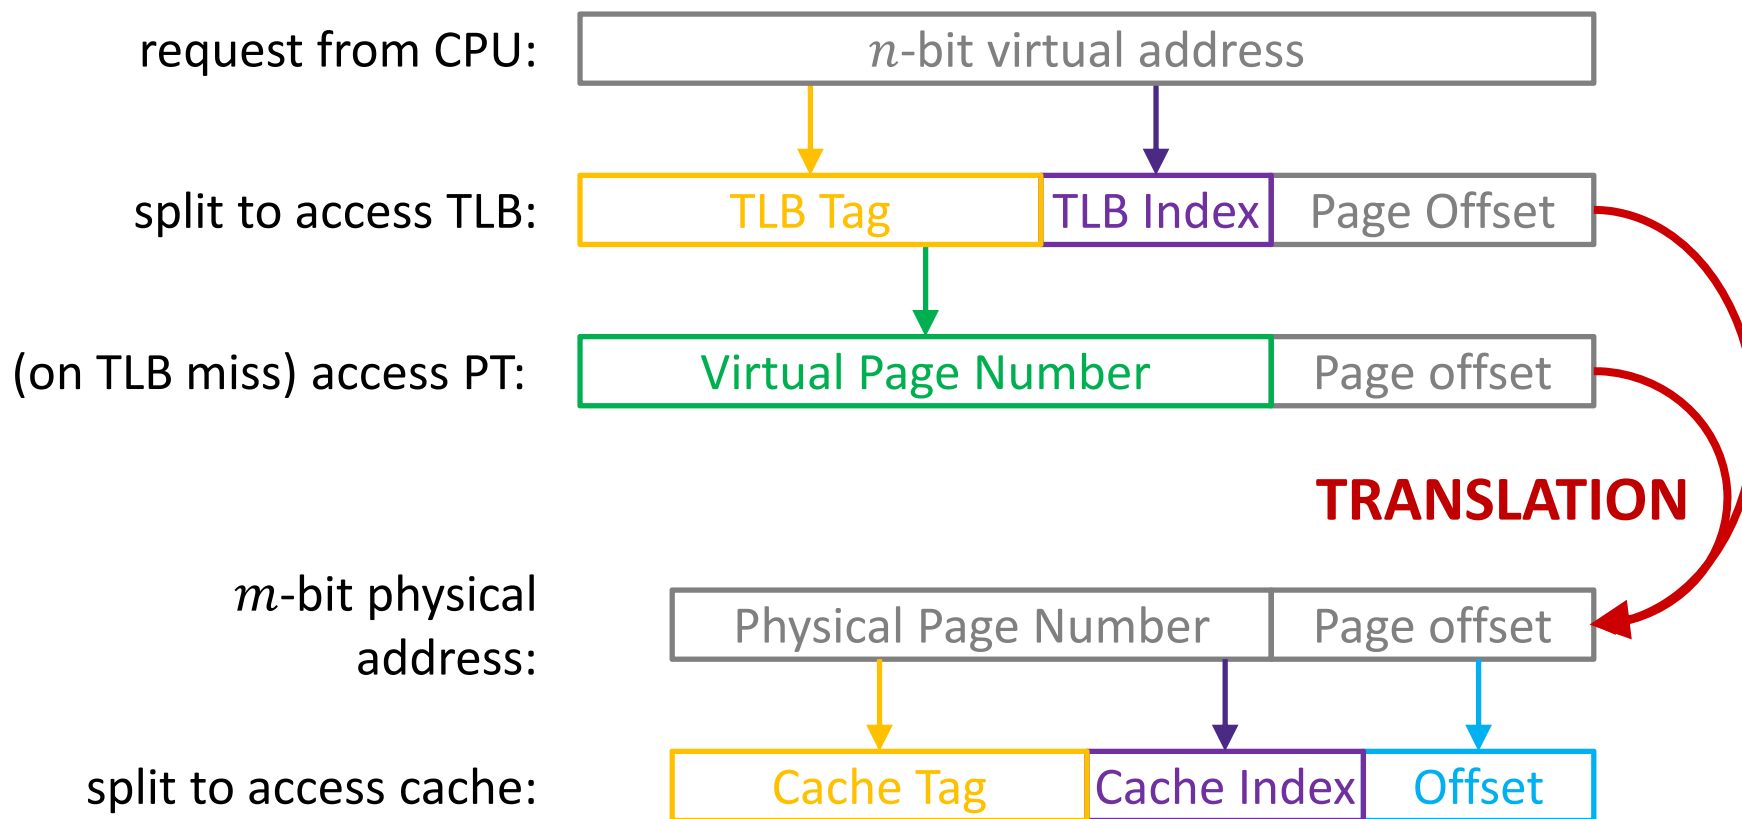 request from CPU: n-bit virtual address
split to access TLB: TLB Tag TLB Index Page Offset
(on TLB miss) access PT: Virtual Page Number Page offset
TRANSLATION
m-bit physical
address:
Physical Page Number Page offset
split to access cache: Cache Tag Cache Index Offset